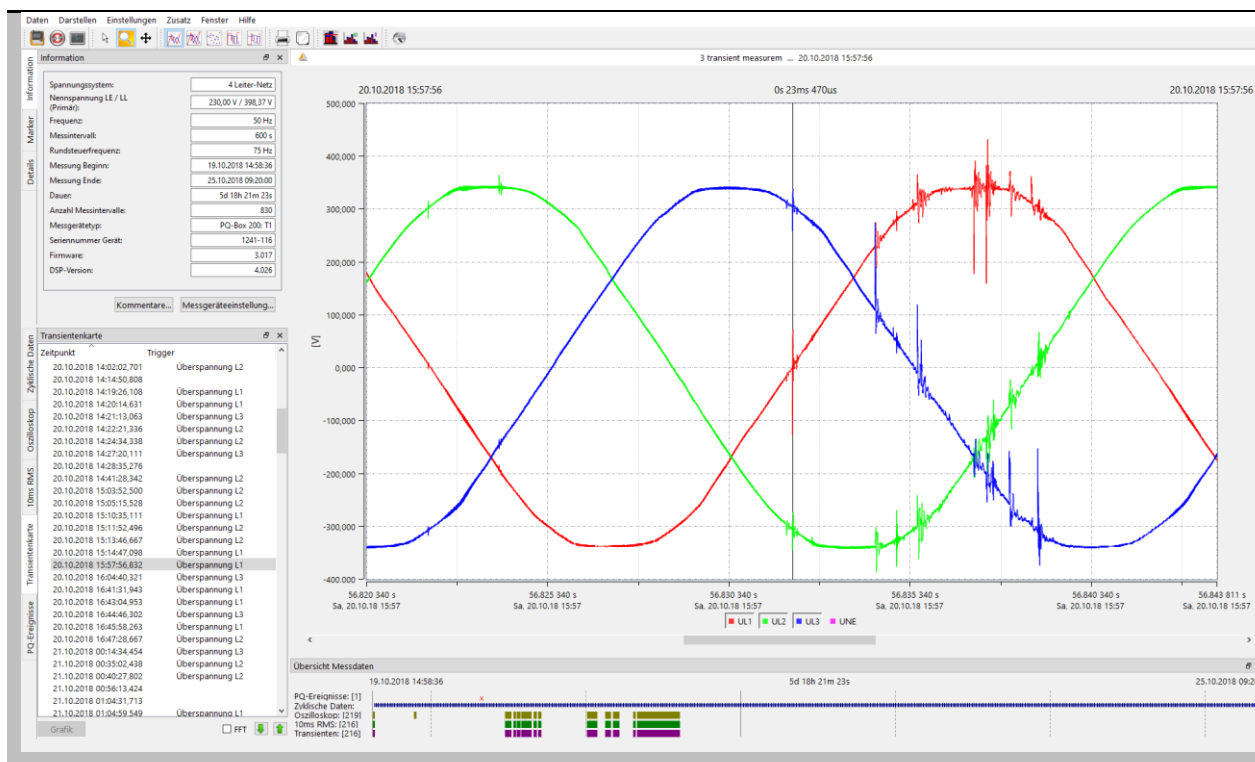 Daten Darstellen Einstellungen Zusatz Fenster Hilfe
Information
Information
Marker
Details
Spannungssystem: 4 Leiter-Netz
Nennspannung LE / LL
(Primär): 230,00 V / 398,37 V
Frequenz: 50 Hz
Messintervall: 600 s
Rundsteuerfrequenz: 75 Hz
Messung Beginn: 19.10.2018 14:58:36
Messung Ende: 25.10.2018 09:20:00
Dauer: 5d 18h 21m 23s
Anzahl Messintervalle: 830
Messgerätetyp: PQ-Box 200: T1
Seriennummer Gerät: 1241-116
Firmware: 3.017
DSP-Version: 4.026
Kommentare... Messgeräteeinstellung...
Transientenkarte
Zyklische Daten
Oszilloskop
10ms RMS
Transientenkarte
PQ-Ereignisse
Zeitpunkt Trigger
20.10.2018 14:02:02,701 Überspannung L2
20.10.2018 14:14:50,808
20.10.2018 14:19:26,108 Überspannung L1
20.10.2018 14:20:14,631 Überspannung L1
20.10.2018 14:21:13,063 Überspannung L3
20.10.2018 14:22:21,336 Überspannung L2
20.10.2018 14:24:34,338 Überspannung L2
20.10.2018 14:27:20,111 Überspannung L3
20.10.2018 14:28:35,276
20.10.2018 14:41:28,342 Überspannung L2
20.10.2018 15:03:52,500 Überspannung L2
20.10.2018 15:05:15,528 Überspannung L2
20.10.2018 15:10:35,111 Überspannung L1
20.10.2018 15:11:52,496 Überspannung L2
20.10.2018 15:13:46,667 Überspannung L2
20.10.2018 15:14:47,098 Überspannung L1
20.10.2018 15:57:56,832 Überspannung L1
20.10.2018 16:04:40,321 Überspannung L3
20.10.2018 16:41:31,943 Überspannung L1
20.10.2018 16:43:04,953 Überspannung L1
20.10.2018 16:44:46,302 Überspannung L3
20.10.2018 16:45:58,263 Überspannung L1
20.10.2018 16:47:28,667 Überspannung L2
21.10.2018 00:14:34,454 Überspannung L3
21.10.2018 00:35:02,438 Überspannung L2
21.10.2018 00:40:27,802 Überspannung L2
21.10.2018 00:56:13,424
21.10.2018 01:04:31,713
21.10.2018 01:04:59,549 Überspannung L1
Grafik FFT
3 transient measurem ... 20.10.2018 15:57:56
20.10.2018 15:57:56 0s 23ms 470us 20.10.2018 15:57:56
[V]
500,000
400,000
300,000
200,000
100,000
0,000
-100,000
-200,000
-300,000
-400,000
56.820 340 s 56.825 340 s 56.830 340 s 56.835 340 s 56.840 340 s 56.843 811 s
Sa. 20.10.18 15:57 Sa. 20.10.18 15:57 Sa. 20.10.18 15:57 Sa. 20.10.18 15:57 Sa. 20.10.18 15:57 Sa. 20.10.18 15:57
UL1 UL2 UL3 UNE
Übersicht Messdaten
19.10.2018 14:58:36 5d 18h 21m 23s 25.10.2018 09:20
PQ-Ereignisse: [1]
Zyklische Daten:
Oszilloskop: [219]
10ms RMS: [216]
Transienten: [216]